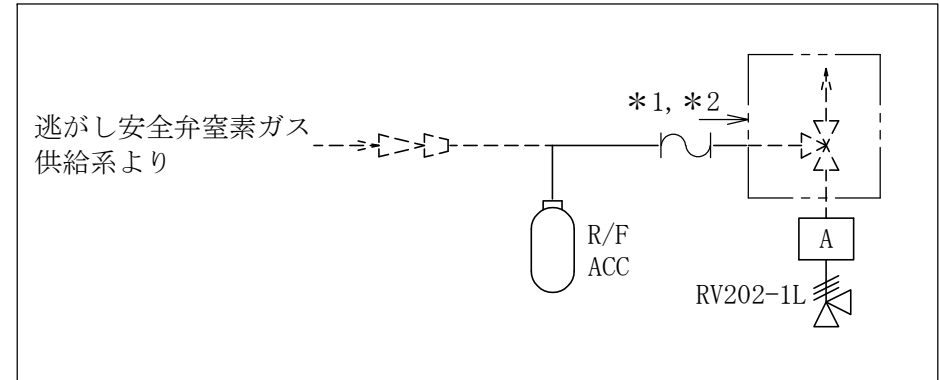 *1, *2
逃がし安全弁窒素ガス
供給系より
R/F
ACC
A
RV202-1L